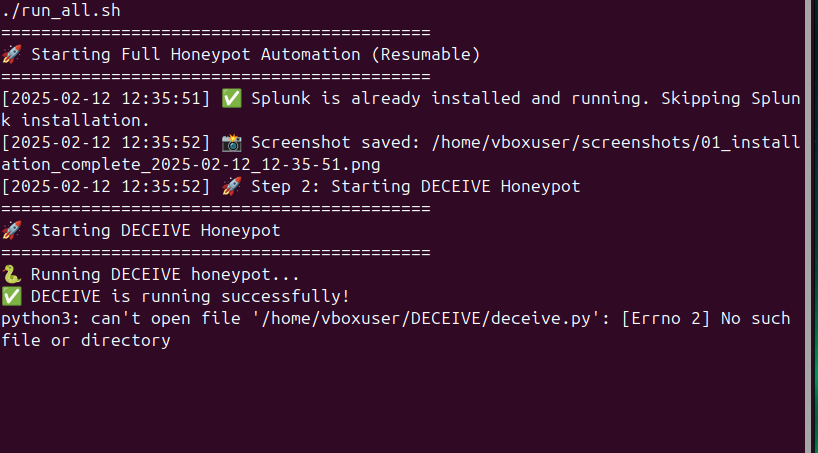 ./run_all.sh
===========================================
🚀 Starting Full Honeypot Automation (Resumable)
===========================================
[2025-02-12 12:35:51] ✅ Splunk is already installed and running. Skipping Splun
k installation.
[2025-02-12 12:35:52] 📸 Screenshot saved: /home/vboxuser/screenshots/01_install
ation_complete_2025-02-12_12-35-51.png
[2025-02-12 12:35:52] 🚀 Step 2: Starting DECEIVE Honeypot
===========================================
🚀 Starting DECEIVE Honeypot
===========================================
🐍 Running DECEIVE honeypot...
✅ DECEIVE is running successfully!
python3: can't open file '/home/vboxuser/DECEIVE/deceive.py': [Errno 2] No such
file or directory